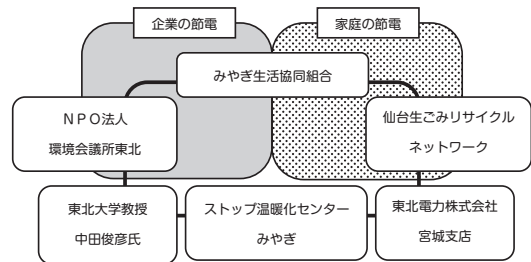 企業の節電
家庭の節電
みやぎ生活協同組合
ＮＰＯ法人
環境会議所東北
仙台生ごみリサイクル
ネットワーク
東北大学教授
中田俊彦氏
ストップ温暖化センター
みやぎ
東北電力株式会社
宮城支店